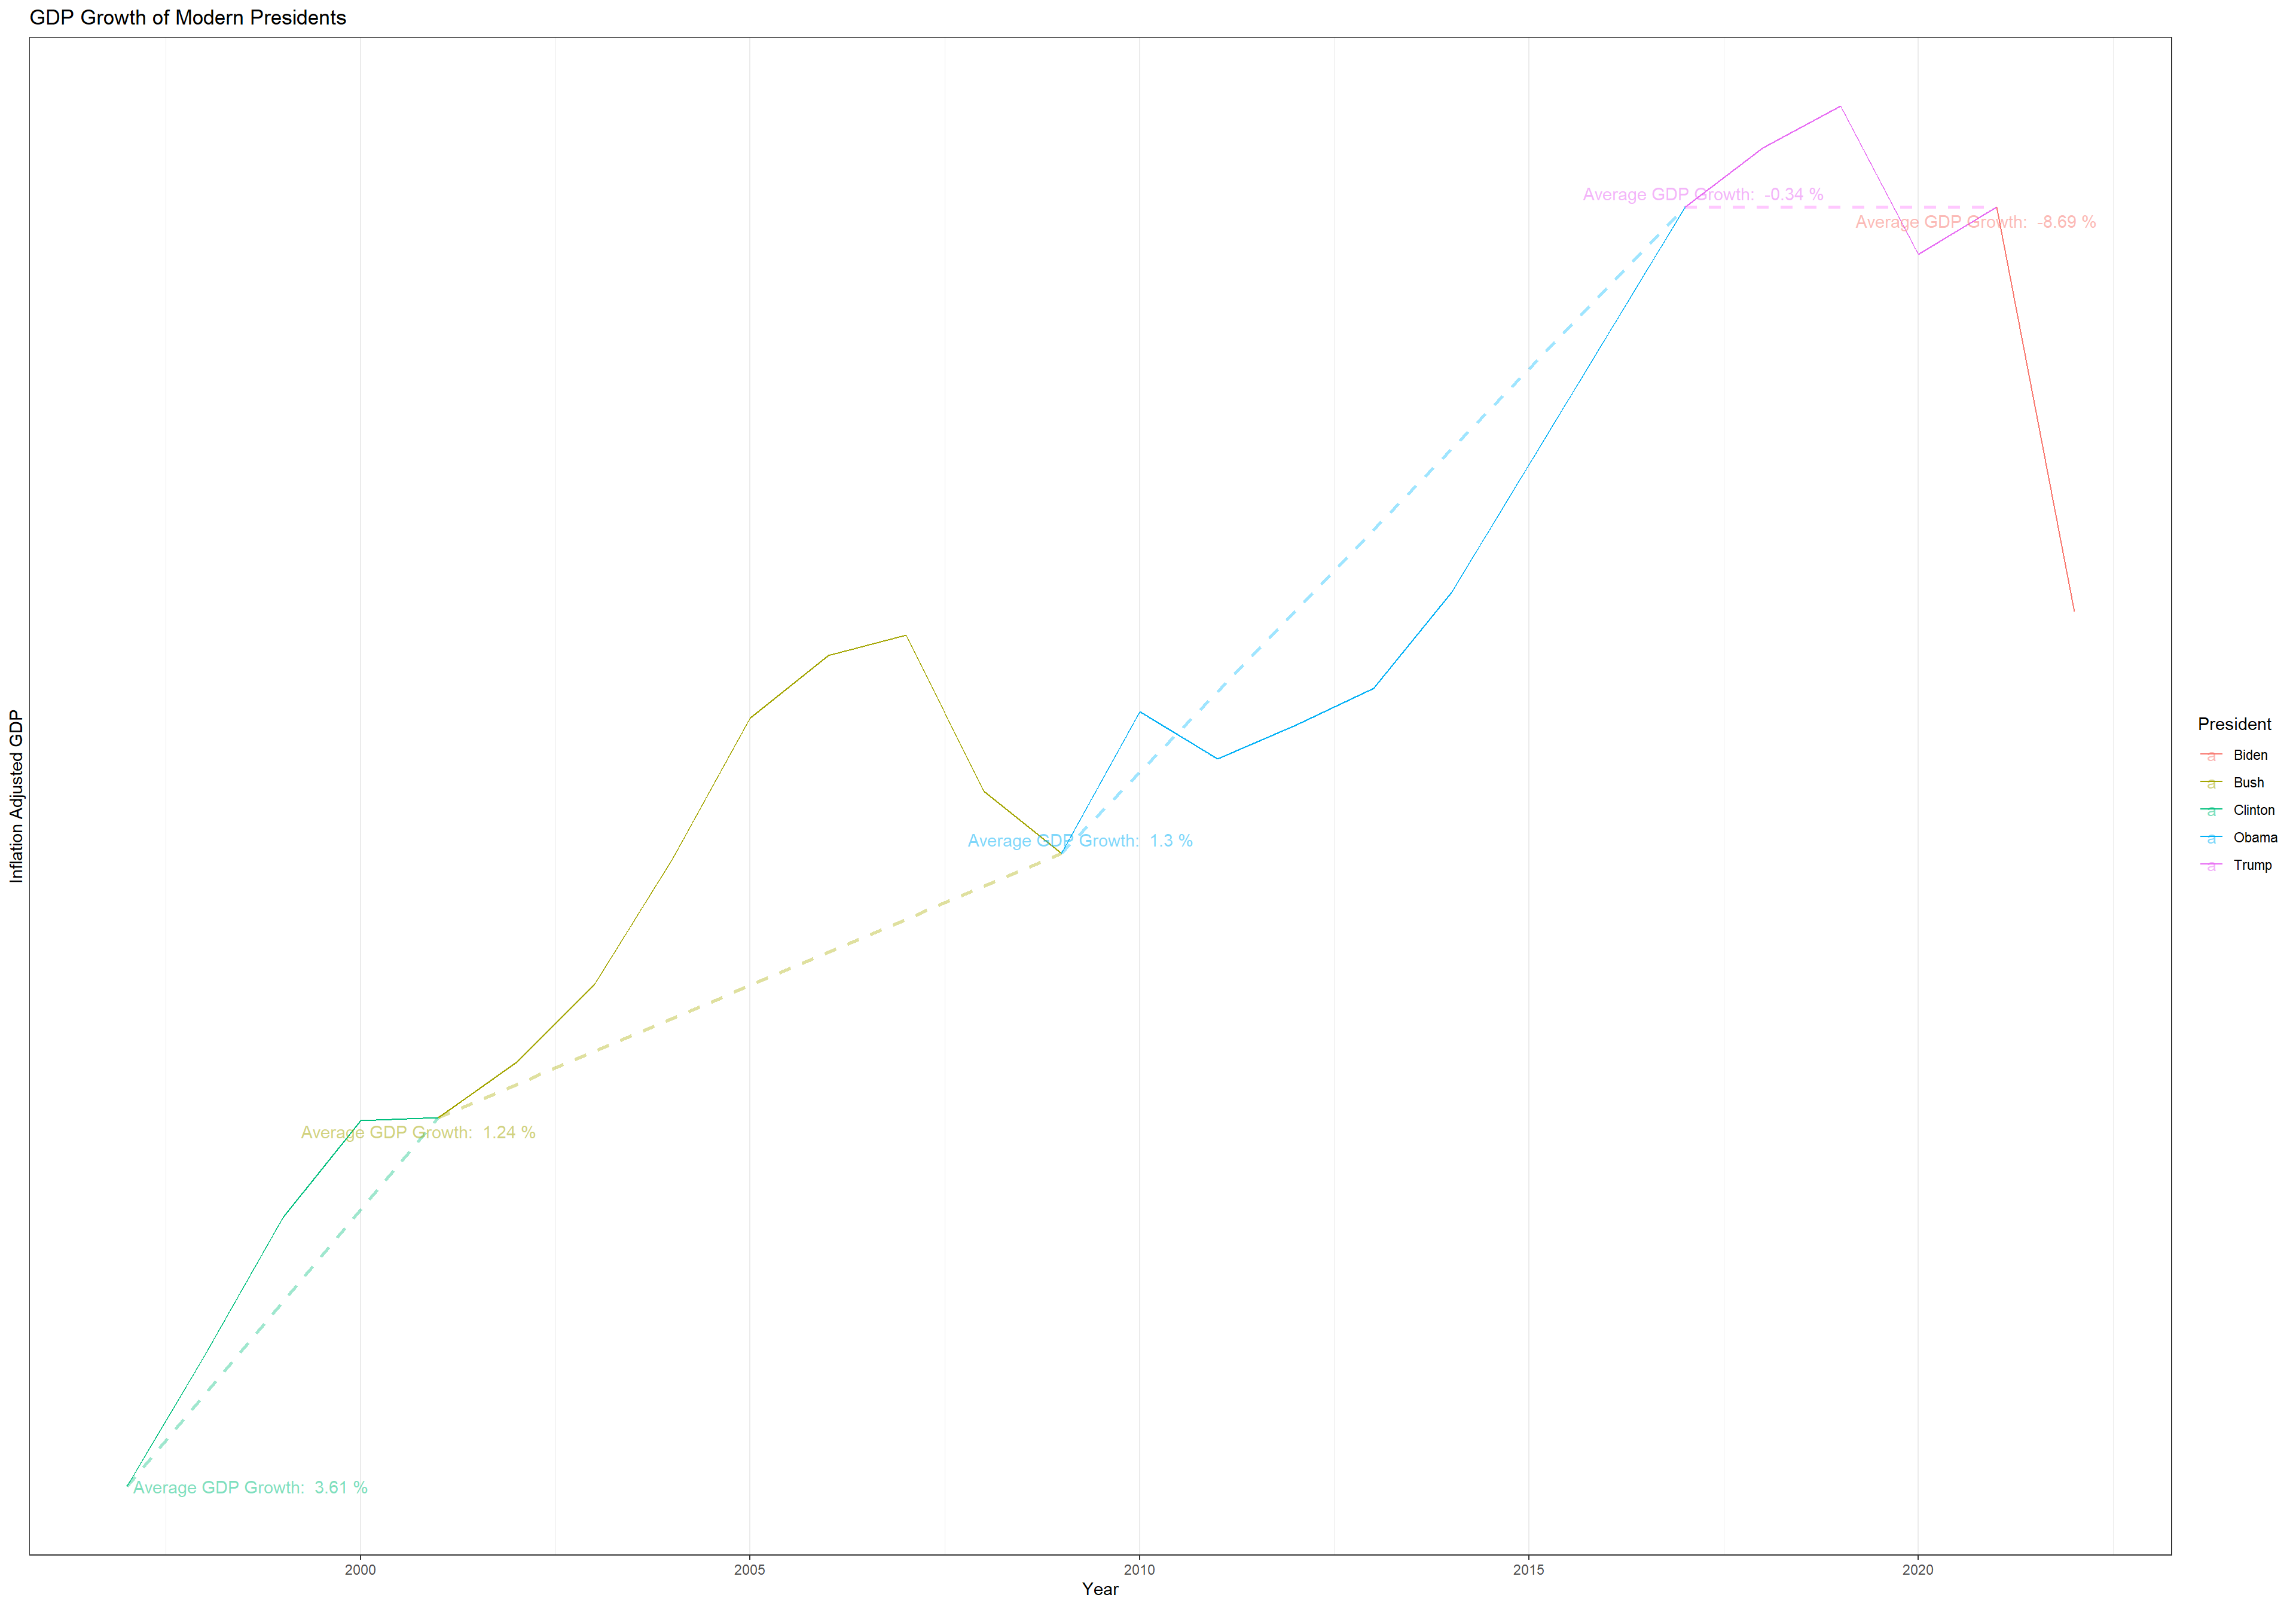 GDP Growth of Modern Presidents
Average GDP Growth:  -0.34 %
Average GDP Growth:  -8.69 %
Inflation Adjusted GDP
President
a Biden
a Bush
a Clinton
a Obama
a Trump
Average GDP Growth:  1.3 %
Average GDP Growth:  1.24 %
Average GDP Growth:  3.61 %
2000 2005 2010 2015 2020
Year